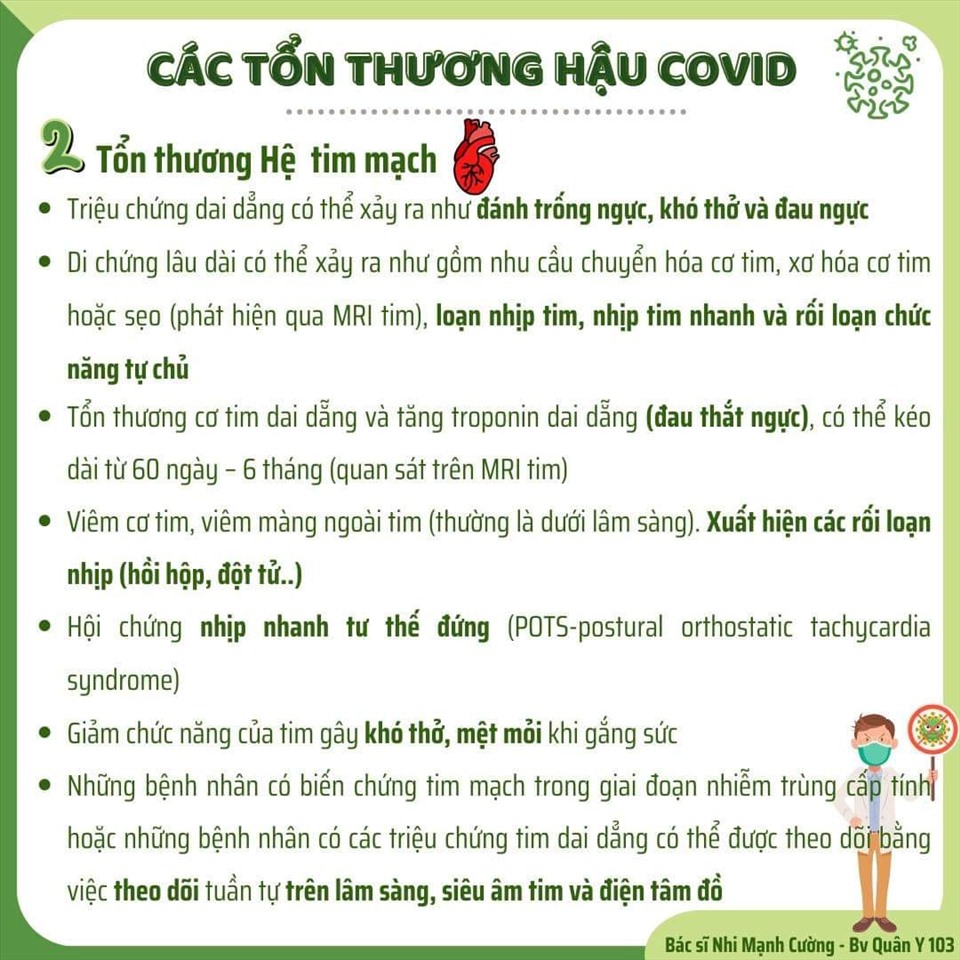 CÁC TỔN THƯƠNG HẬU COVID
2 Tổn thương Hệ tim mạch
• Triệu chứng dai dẳng có thể xảy ra như đánh trống ngực, khó thở và đau ngực
• Di chứng lâu dài có thể xảy ra như gồm nhu cầu chuyển hóa cơ tim, xơ hóa cơ tim
hoặc sẹo (phát hiện qua MRI tim), loạn nhịp tim, nhịp tim nhanh và rối loạn chức
năng tự chủ
• Tổn thương cơ tim dai dẵng và tăng troponin dai dẵng (đau thắt ngực), có thể kéo
dài từ 60 ngày – 6 tháng (quan sát trên MRI tim)
• Viêm cơ tim, viêm màng ngoài tim (thường là dưới lâm sàng). Xuất hiện các rối loạn
nhịp (hồi hộp, đột tử..)
• Hội chứng nhịp nhanh tư thế đứng (POTS-postural orthostatic tachycardia
syndrome)
• Giảm chức năng của tim gây khó thở, mệt mỏi khi gắng sức
• Những bệnh nhân có biến chứng tim mạch trong giai đoạn nhiễm trùng cấp tính
hoặc những bệnh nhân có các triệu chứng tim dai dẳng có thể được theo dõi bằng
việc theo dõi tuần tự trên lâm sàng, siêu âm tim và điện tâm đồ
Bác sĩ Nhi Mạnh Cường - Bv Quân Y 103